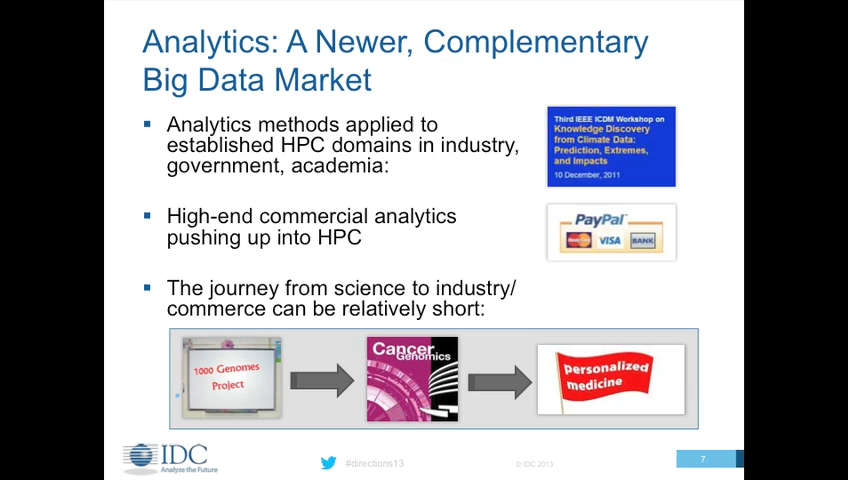 Analytics: A Newer, Complementary
Big Data Market
▪ Analytics methods applied to
established HPC domains in industry,
government, academia:
Third IEEE ICDM Workshop on
Knowledge Discovery
from Climate Data:
Prediction, Extremes,
and Impacts
10 December, 2011
▪ High-end commercial analytics
pushing up into HPC
PayPal
MasterCard VISA BANK
▪ The journey from science to industry/
commerce can be relatively short:
1000 Genomes
Project
Cancer
Genomics
personalized
medicine
IDC
Analyze the Future
#directions13
© IDC 2013
7